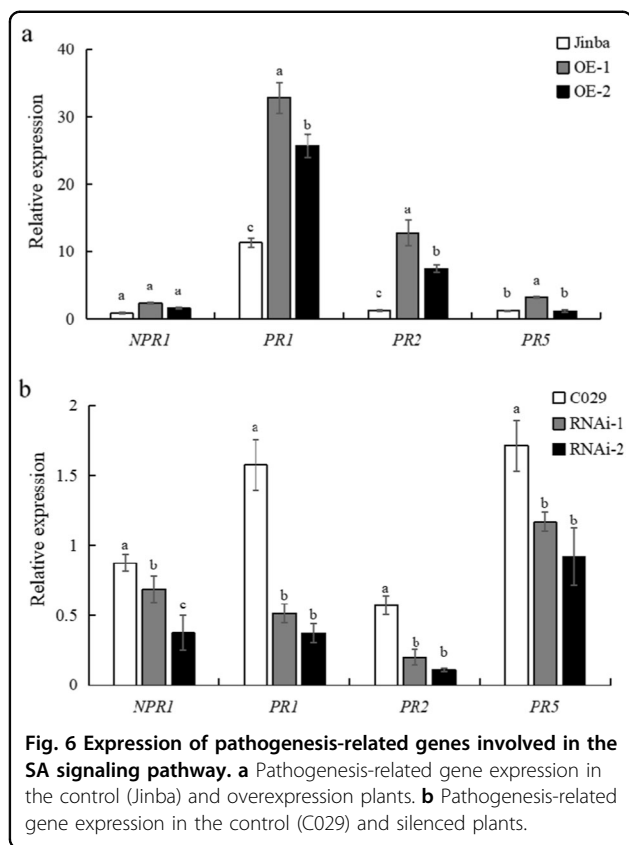 a
Jinba
OE-1
OE-2
Relative expression
40
30
20
10
0
a a a
c a b
c a b
b a b
NPR1 PR1 PR2 PR5
b
C029
RNAi-1
RNAi-2
Relative expression
2
1.5
1
0.5
0
a b c
a b b
a b b
a b b
NPR1 PR1 PR2 PR5
Fig. 6 Expression of pathogenesis-related genes involved in the
SA signaling pathway. a Pathogenesis-related gene expression in
the control (Jinba) and overexpression plants. b Pathogenesis-related
gene expression in the control (C029) and silenced plants.